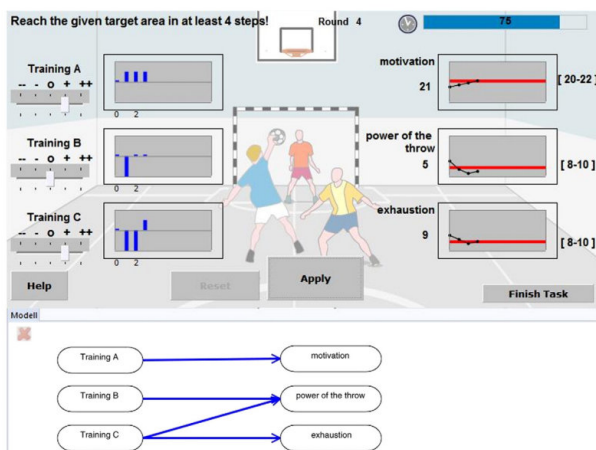 Reach the given target area in at least 4 steps!
Round 4
75
Training A
-- - o + ++
0 2
motivation
21
[ 20-22 ]
Training B
-- - o + ++
0 2
power of the
throw
5
[ 8-10 ]
Training C
-- - o + ++
0 2
exhaustion
9
[ 8-10 ]
Help
Reset
Apply
Finish Task
Modell
Training A
motivation
Training B
power of the throw
Training C
exhaustion